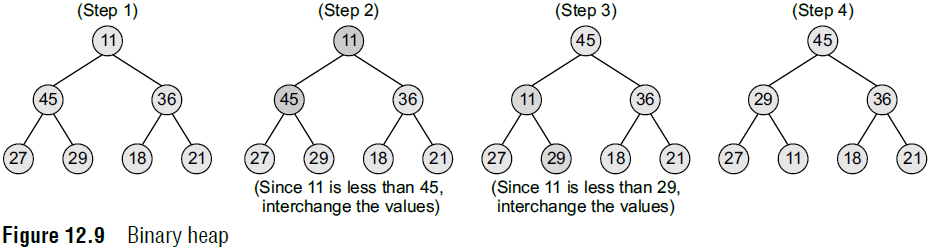 (Step 1) (Step 2) (Step 3) (Step 4)
11 11 45 45
45 36 45 36 11 36 29 36
27 29 18 21 27 29 18 21 27 29 18 21 27 11 18 21
(Since 11 is less than 45, (Since 11 is less than 29,
interchange the values) interchange the values)
Figure 12.9 Binary heap